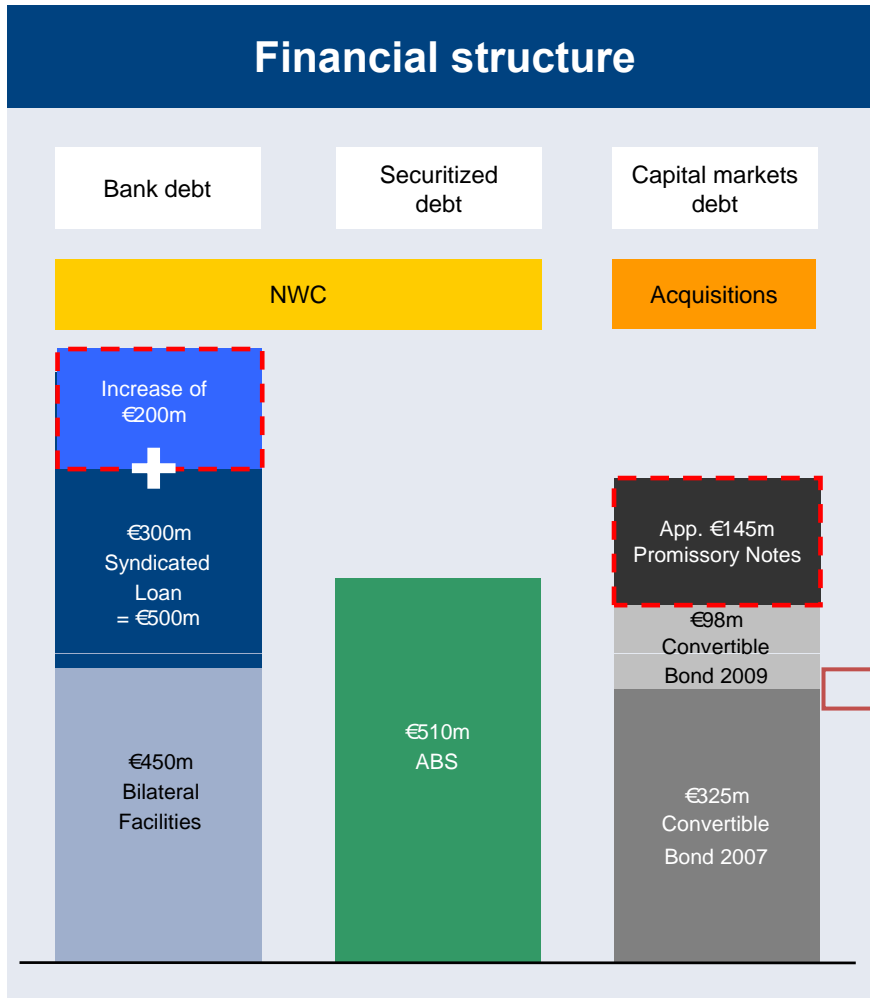 Financial structure
Bank debt
Securitized
debt
Capital markets
debt
NWC
Acquisitions
Increase of
€200m
€300m
Syndicated
Loan
= €500m
€450m
Bilateral
Facilities
€510m
ABS
App. €145m
Promissory Notes
€98m
Convertible
Bond 2009
€325m
Convertible
Bond 2007